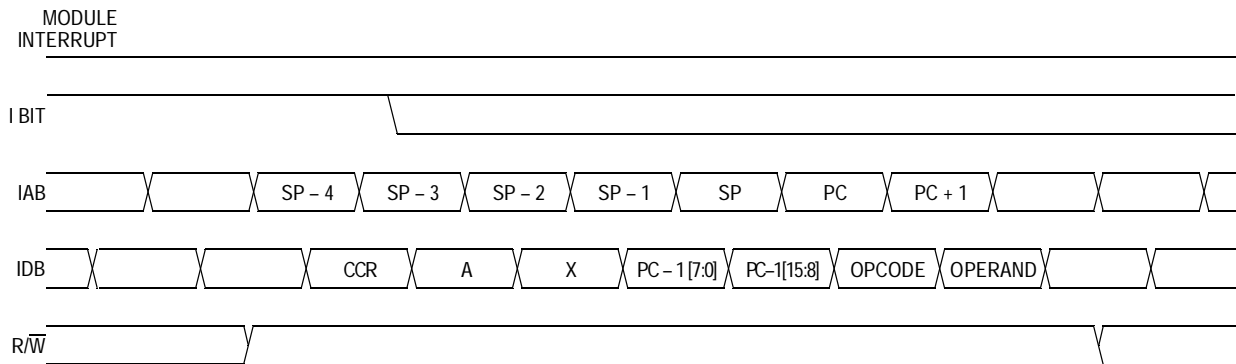 MODULE
INTERRUPT
I BIT
IAB SP – 4 SP – 3 SP – 2 SP – 1 SP PC PC + 1
IDB CCR A X PC – 1 [7:0] PC–1[15:8] OPCODE OPERAND
R/W̅